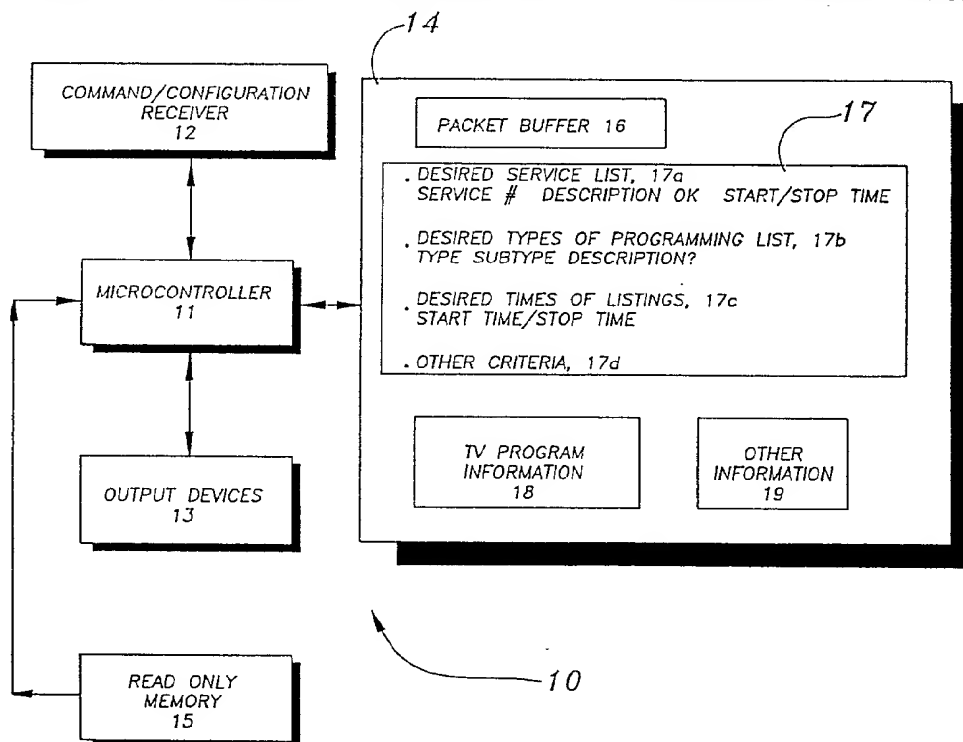 14
COMMAND/CONFIGURATION
RECEIVER
12
PACKET BUFFER 16
17
. DESIRED SERVICE LIST, 17a
SERVICE # DESCRIPTION OK START/STOP TIME
. DESIRED TYPES OF PROGRAMMING LIST, 17b
TYPE SUBTYPE DESCRIPTION?
. DESIRED TIMES OF LISTINGS, 17c
START TIME/STOP TIME
. OTHER CRITERIA, 17d
MICROCONTROLLER
11
TV PROGRAM
INFORMATION
18
OTHER
INFORMATION
19
OUTPUT DEVICES
13
10
READ ONLY
MEMORY
15